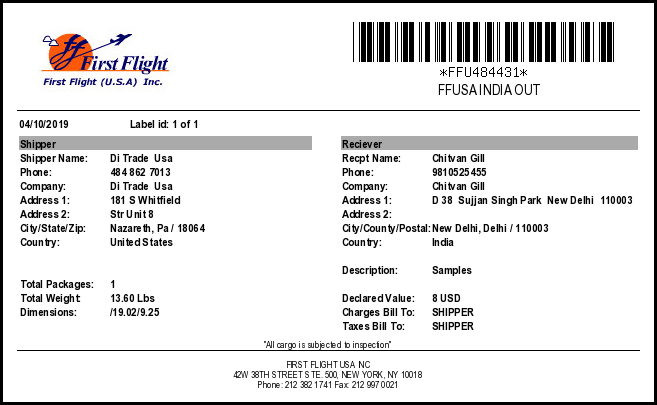 First Flight
First Flight (U.S.A) Inc.
*FFU484431*
FFUSA INDIA OUT
04/10/2019 Label id: 1 of 1
Shipper
Shipper Name: Di Trade Usa
Phone: 484 862 7013
Company: Di Trade Usa
Address 1: 181 S Whitfield
Address 2: Str Unit 8
City/State/Zip: Nazareth, Pa / 18064
Country: United States
Total Packages: 1
Total Weight: 13.60 Lbs
Dimensions: /19.02/9.25
Reciever
Recpt Name: Chitvan Gill
Phone: 9810525455
Company: Chitvan Gill
Address 1: D 38 Sujjan Singh Park New Delhi 110003
Address 2:
City/County/Postal: New Delhi, Delhi / 110003
Country: India
Description: Samples
Declared Value: 8 USD
Charges Bill To: SHIPPER
Taxes Bill To: SHIPPER
"All cargo is subjected to inspection"
FIRST FLIGHT USA INC
42W 38TH STREET STE. 500, NEW YORK, NY 10018
Phone: 212 382 1741 Fax: 212 997 0021